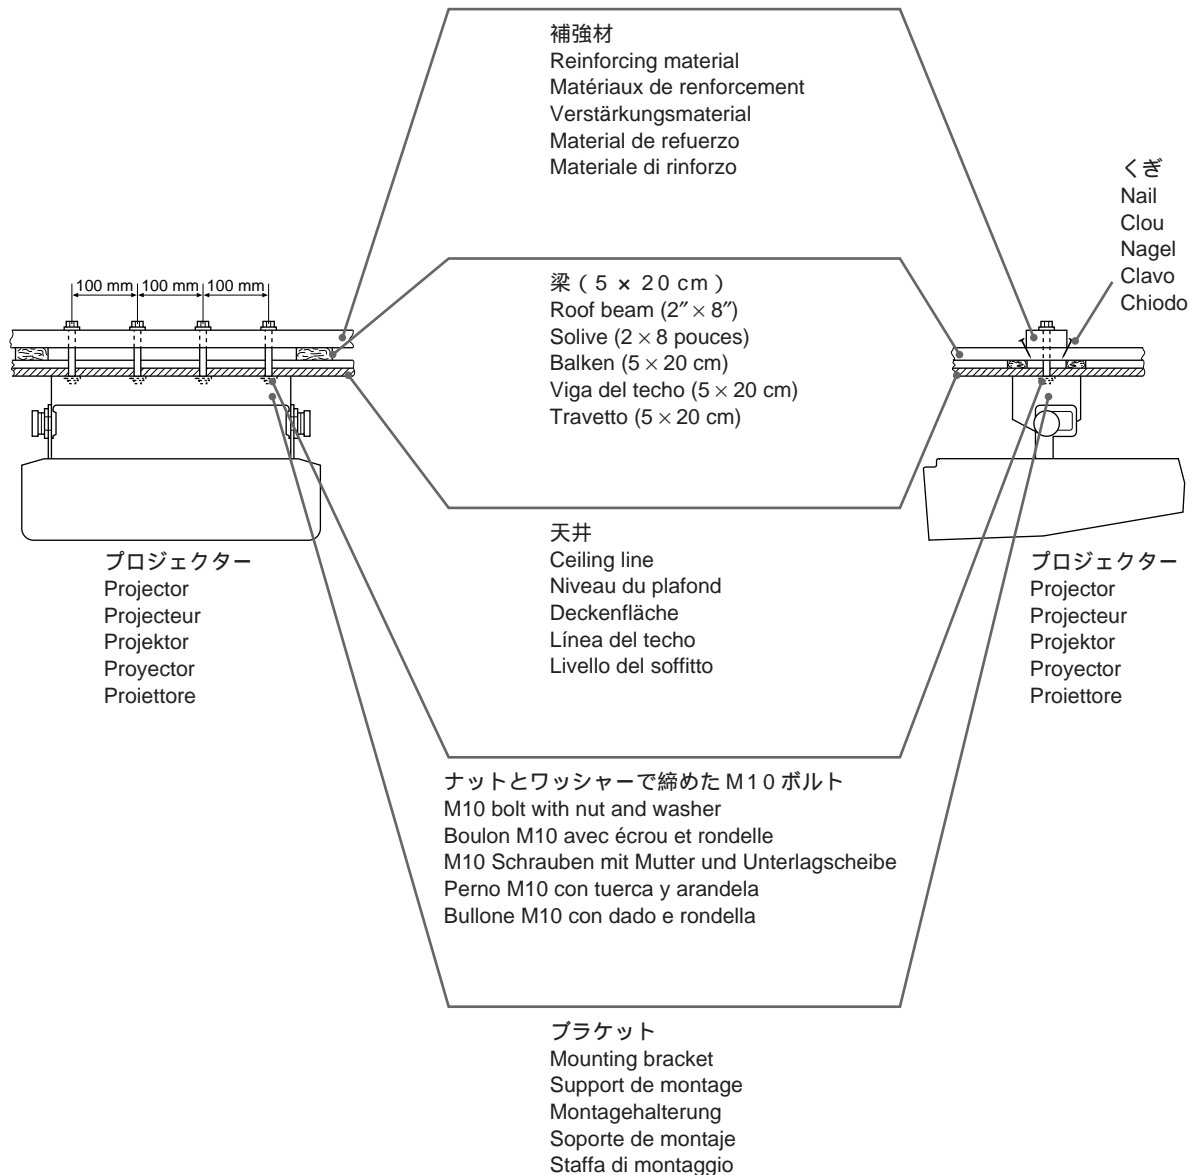 補強材
Reinforcing material
Matériaux de renforcement
Verstärkungsmaterial
Material de refuerzo
Materiale di rinforzo
くぎ
Nail
Clou
Nagel
Clavo
Chiodo
100 mm 100 mm 100 mm
梁（5 × 20 cm）
Roof beam (2″ × 8″)
Solive (2 × 8 pouces)
Balken (5 × 20 cm)
Viga del techo (5 × 20 cm)
Travetto (5 × 20 cm)
天井
Ceiling line
Niveau du plafond
Deckenfläche
Línea del techo
Livello del soffitto
プロジェクター
Projector
Projecteur
Projektor
Proyector
Proiettore
プロジェクター
Projector
Projecteur
Projektor
Proyector
Proiettore
ナットとワッシャーで締めた M10 ボルト
M10 bolt with nut and washer
Boulon M10 avec écrou et rondelle
M10 Schrauben mit Mutter und Unterlagscheibe
Perno M10 con tuerca y arandela
Bullone M10 con dado e rondella
ブラケット
Mounting bracket
Support de montage
Montagehalterung
Soporte de montaje
Staffa di montaggio